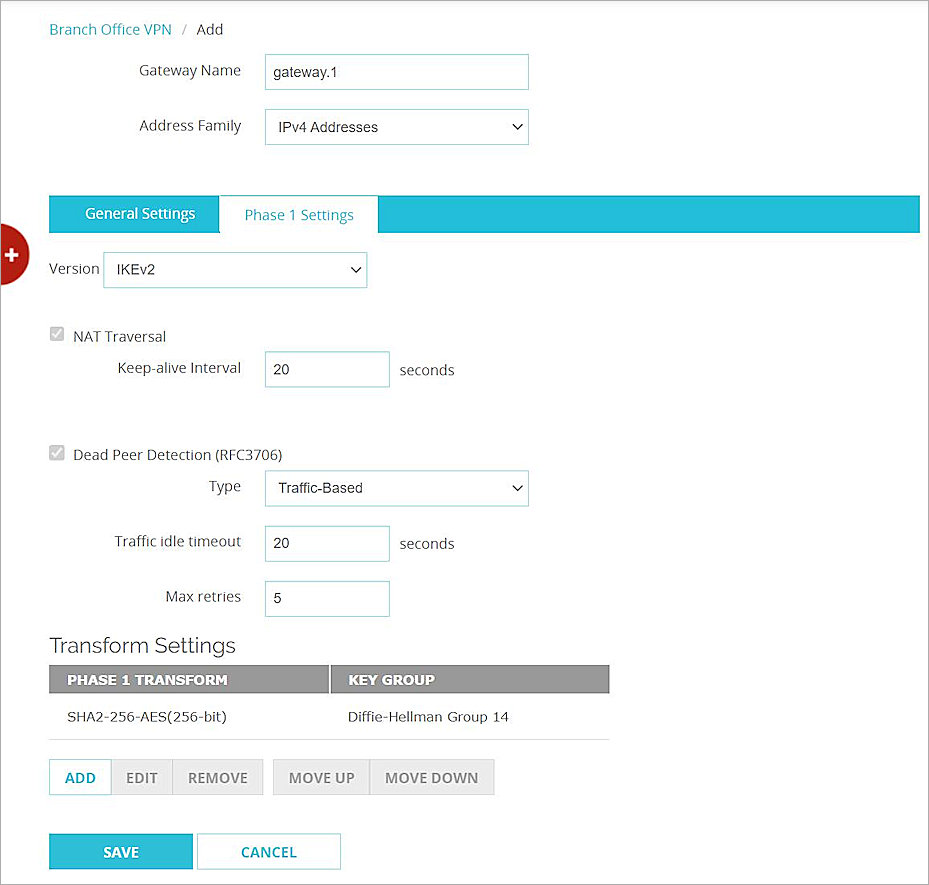 Branch Office VPN / Add
Gateway Name gateway.1
Address Family IPv4 Addresses
General Settings Phase 1 Settings
+
Version IKEv2
NAT Traversal
Keep-alive Interval 20 seconds
Dead Peer Detection (RFC3706)
Type Traffic-Based
Traffic idle timeout 20 seconds
Max retries 5
Transform Settings
PHASE 1 TRANSFORM KEY GROUP
SHA2-256-AES(256-bit) Diffie-Hellman Group 14
ADD EDIT REMOVE MOVE UP MOVE DOWN
SAVE CANCEL